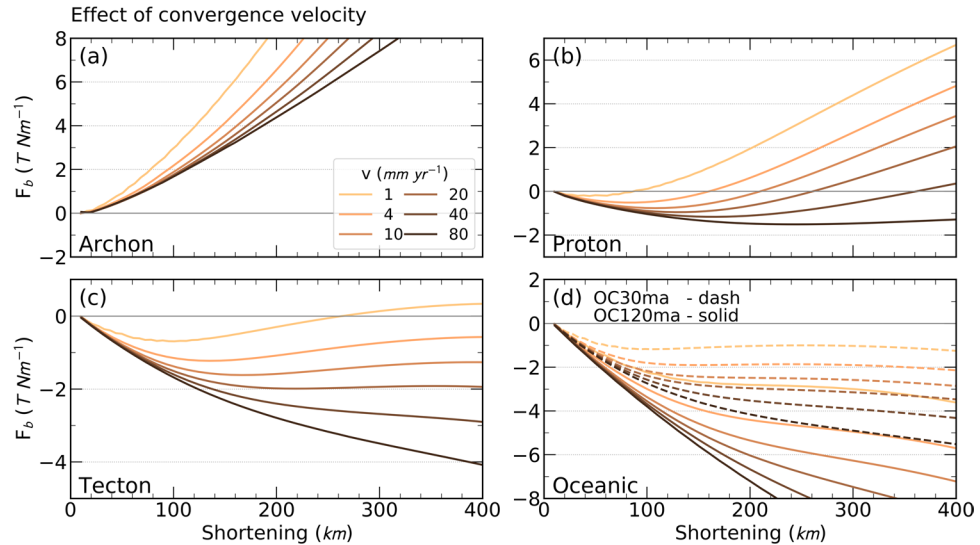 Effect of convergence velocity
(a)
8
6
4
2
0
−2
F_b ( T Nm⁻¹)
v (mm yr⁻¹)
1 20
4 40
10 80
Archon
(b)
6
4
2
0
−2
Proton
(c)
0
−2
−4
F_b ( T Nm⁻¹)
Tecton
0 100 200 300 400
Shortening (km)
(d)
OC30ma - dash
OC120ma - solid
2
0
−2
−4
−6
−8
Oceanic
0 100 200 300 400
Shortening (km)